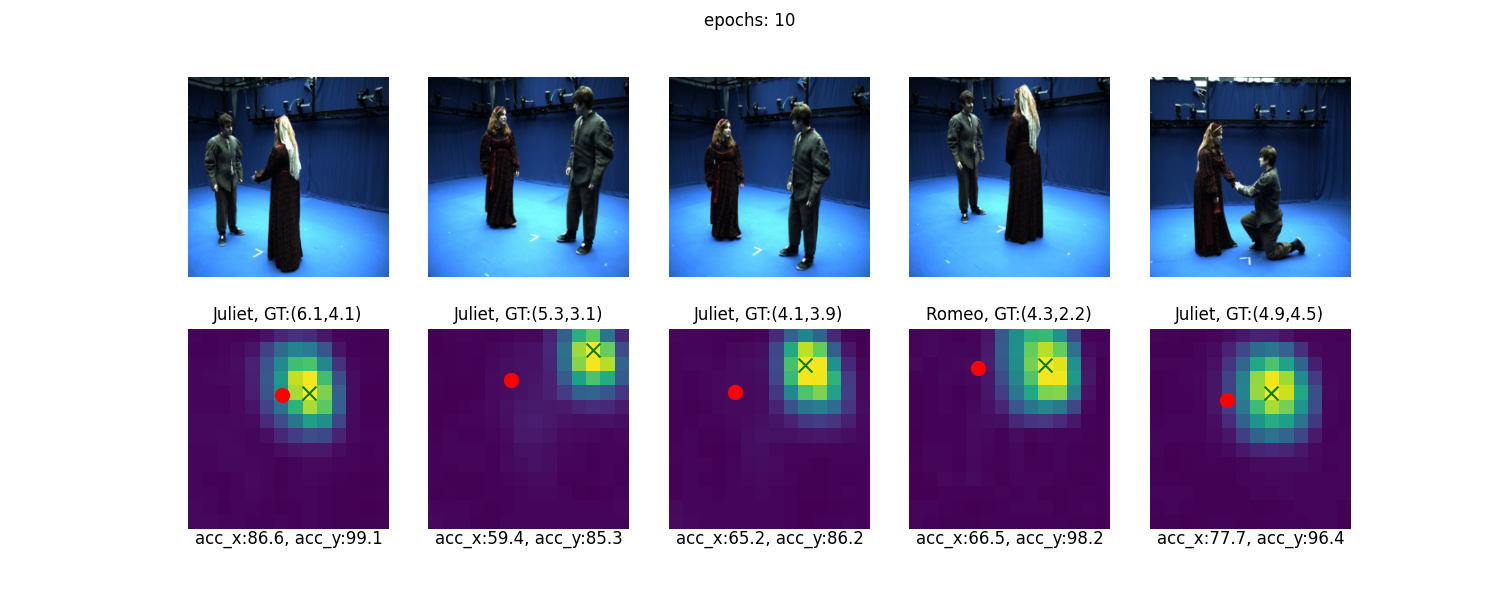 epochs: 10
Juliet, GT:(6.1,4.1)
Juliet, GT:(5.3,3.1)
Juliet, GT:(4.1,3.9)
Romeo, GT:(4.3,2.2)
Juliet, GT:(4.9,4.5)
acc_x:86.6, acc_y:99.1
acc_x:59.4, acc_y:85.3
acc_x:65.2, acc_y:86.2
acc_x:66.5, acc_y:98.2
acc_x:77.7, acc_y:96.4